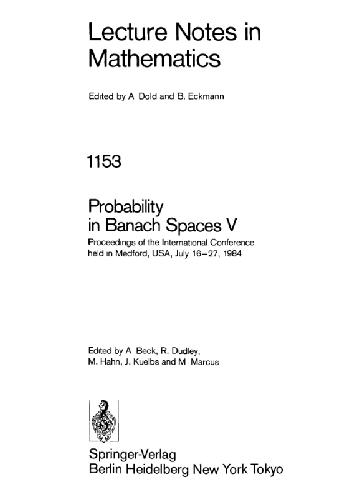 Lecture Notes in
Mathematics
Edited by A. Dold and B. Eckmann
1153
Probability
in Banach Spaces V
Proceedings of the International Conference
held in Medford, USA, July 16–27, 1984
Edited by A. Beck, R. Dudley,
M. Hahn, J. Kuelbs and M. Marcus
Springer-Verlag
Berlin Heidelberg New York Tokyo